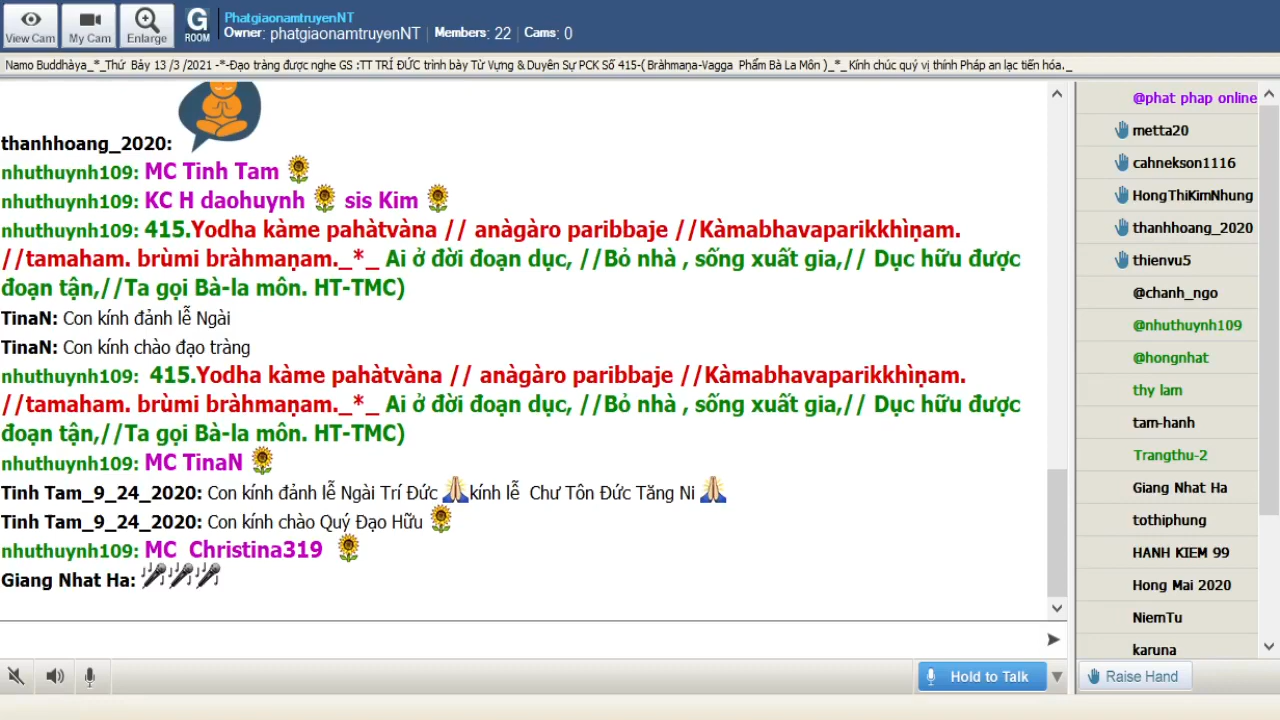 View Cam
My Cam
Enlarge
G
ROOM
PhatgiaonamtruyenNT
Owner: phatgiaonamtruyenNT | Members: 22 | Cams: 0
Namo Buddhàya_*_Thứ Bảy 13 /3 /2021 -*-Đạo tràng được nghe GS :TT TRÍ ĐỨC trình bày Từ Vựng & Duyên Sự PCK Số 415-( Bràhmaṇa-Vagga Phẩm Bà La Môn )_*_ Kính chúc quý vị thính Pháp an lạc tiến hóa._
thanhhoang_2020:
nhuthuynh109: MC Tinh Tam
nhuthuynh109: KC H daohuynh sis Kim
nhuthuynh109: 415.Yodha kàme pahàtvàna // anàgàro paribbaje //Kàmabhavaparikkhìṇam.
//tamaham. brùmi bràhmaṇam._*_ Ai ở đời đoạn dục, //Bỏ nhà , sống xuất gia,// Dục hữu được
đoạn tận,//Ta gọi Bà-la môn. HT-TMC)
TinaN: Con kính đảnh lễ Ngài
TinaN: Con kính chào đạo tràng
nhuthuynh109: 415.Yodha kàme pahàtvàna // anàgàro paribbaje //Kàmabhavaparikkhìṇam.
//tamaham. brùmi bràhmaṇam._*_ Ai ở đời đoạn dục, //Bỏ nhà , sống xuất gia,// Dục hữu được
đoạn tận,//Ta gọi Bà-la môn. HT-TMC)
nhuthuynh109: MC TinaN
Tinh Tam_9_24_2020: Con kính đảnh lễ Ngài Trí Đức kính lễ Chư Tôn Đức Tăng Ni
Tinh Tam_9_24_2020: Con kính chào Quý Đạo Hữu
nhuthuynh109: MC Christina319
Giang Nhat Ha:
Hold to Talk
@phat phap online
metta20
cahnekson1116
HongThiKimNhung
thanhhoang_2020
thienvu5
@chanh_ngo
@nhuthuynh109
@hongnhat
thy lam
tam-hanh
Trangthu-2
Giang Nhat Ha
tothiphung
HANH KIEM 99
Hong Mai 2020
NiemTu
karuna
Raise Hand